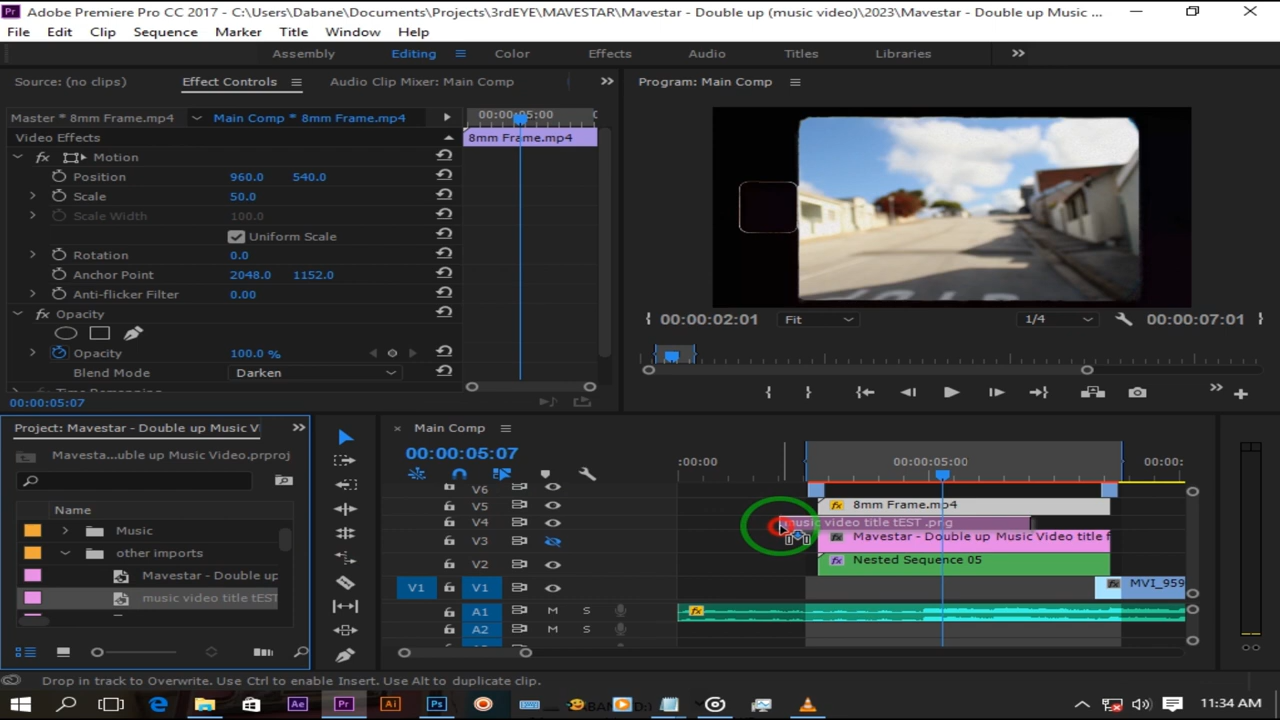 Adobe Premiere Pro CC 2017 - C:\Users\Dabane\Documents\Projects\3rdEYE\MAVESTAR\Mavestar - Double up (music video)\2023\Mavestar - Double up Music ...
File Edit Clip Sequence Marker Title Window Help
Assembly Editing Color Effects Audio Titles Libraries
Source: (no clips) Effect Controls Audio Clip Mixer: Main Comp
Program: Main Comp
Master * 8mm Frame.mp4 Main Comp * 8mm Frame.mp4
00:00:05:00
Video Effects
8mm Frame.mp4
fx Motion
Position 960.0 540.0
Scale 50.0
Scale Width 100.0
Uniform Scale
Rotation 0.0
Anchor Point 2048.0 1152.0
Anti-flicker Filter 0.00
fx Opacity
Opacity 100.0 %
Blend Mode Darken
00:00:05:07
00:00:02:01 Fit 1/4 00:00:07:01
Project: Mavestar - Double up Music V
Mavesta...uble up Music Video.prproj
Name
Music
other imports
Mavestar - Double up
music video title tEST
Main Comp
00:00:05:07
:00:00 00:00:05:00 00:00:
V6
V5 fx 8mm Frame.mp4
V4 music video title tEST .png
V3 fx Mavestar - Double up Music Video title f
V2 fx Nested Sequence 05
V1 V1 fx MVI_959
A1 M S fx
A2 M S
Drop in track to Overwrite. Use Ctrl to enable Insert. Use Alt to duplicate clip.
Ae Pr Ai Ps
11:34 AM